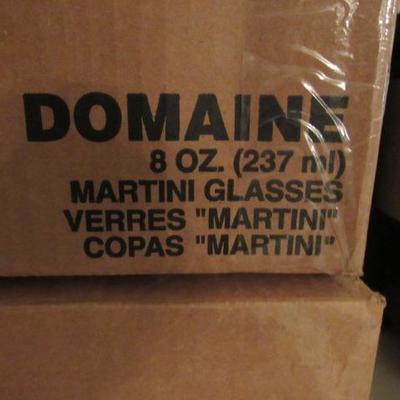 DOMAINE
8 OZ. (237 ml)
MARTINI GLASSES
VERRES "MARTINI"
COPAS "MARTINI"